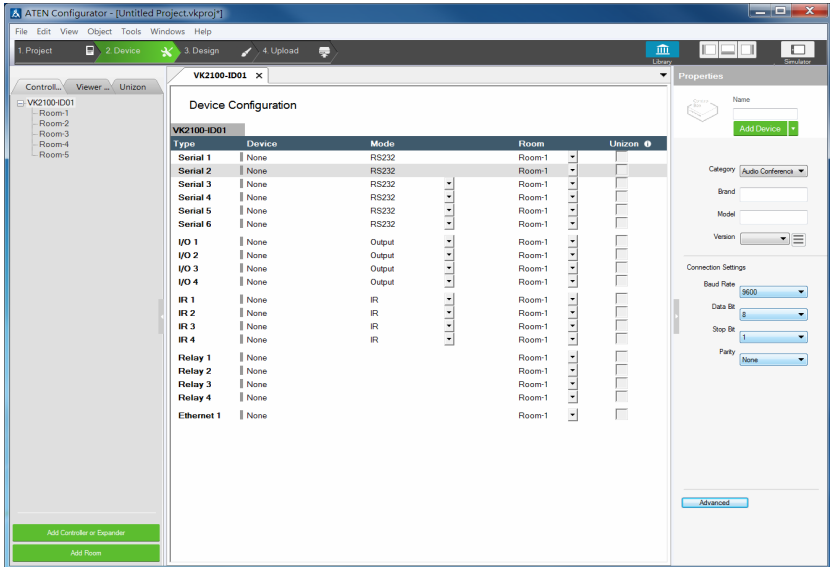 ATEN Configurator - [Untitled Project.vkproj*]
File Edit View Object Tools Windows Help
1. Project 2. Device 3. Design 4. Upload Library Simulator
Controll... Viewer ... Unizon
VK2100-ID01
Room-1
Room-2
Room-3
Room-4
Room-5
Add Controller or Expander
Add Room
VK2100-ID01 ×
Device Configuration
VK2100-ID01
Type Device Mode Room Unizon
Serial 1 None RS232 Room-1
Serial 2 None RS232 Room-1
Serial 3 None RS232 Room-1
Serial 4 None RS232 Room-1
Serial 5 None RS232 Room-1
Serial 6 None RS232 Room-1
I/O 1 None Output Room-1
I/O 2 None Output Room-1
I/O 3 None Output Room-1
I/O 4 None Output Room-1
IR 1 None IR Room-1
IR 2 None IR Room-1
IR 3 None IR Room-1
IR 4 None IR Room-1
Relay 1 None Room-1
Relay 2 None Room-1
Relay 3 None Room-1
Relay 4 None Room-1
Ethernet 1 None Room-1
Properties
Name
Add Device
Category Audio Conference
Brand
Model
Version
Connection Settings
Baud Rate 9600
Data Bit 8
Stop Bit 1
Parity None
Advanced